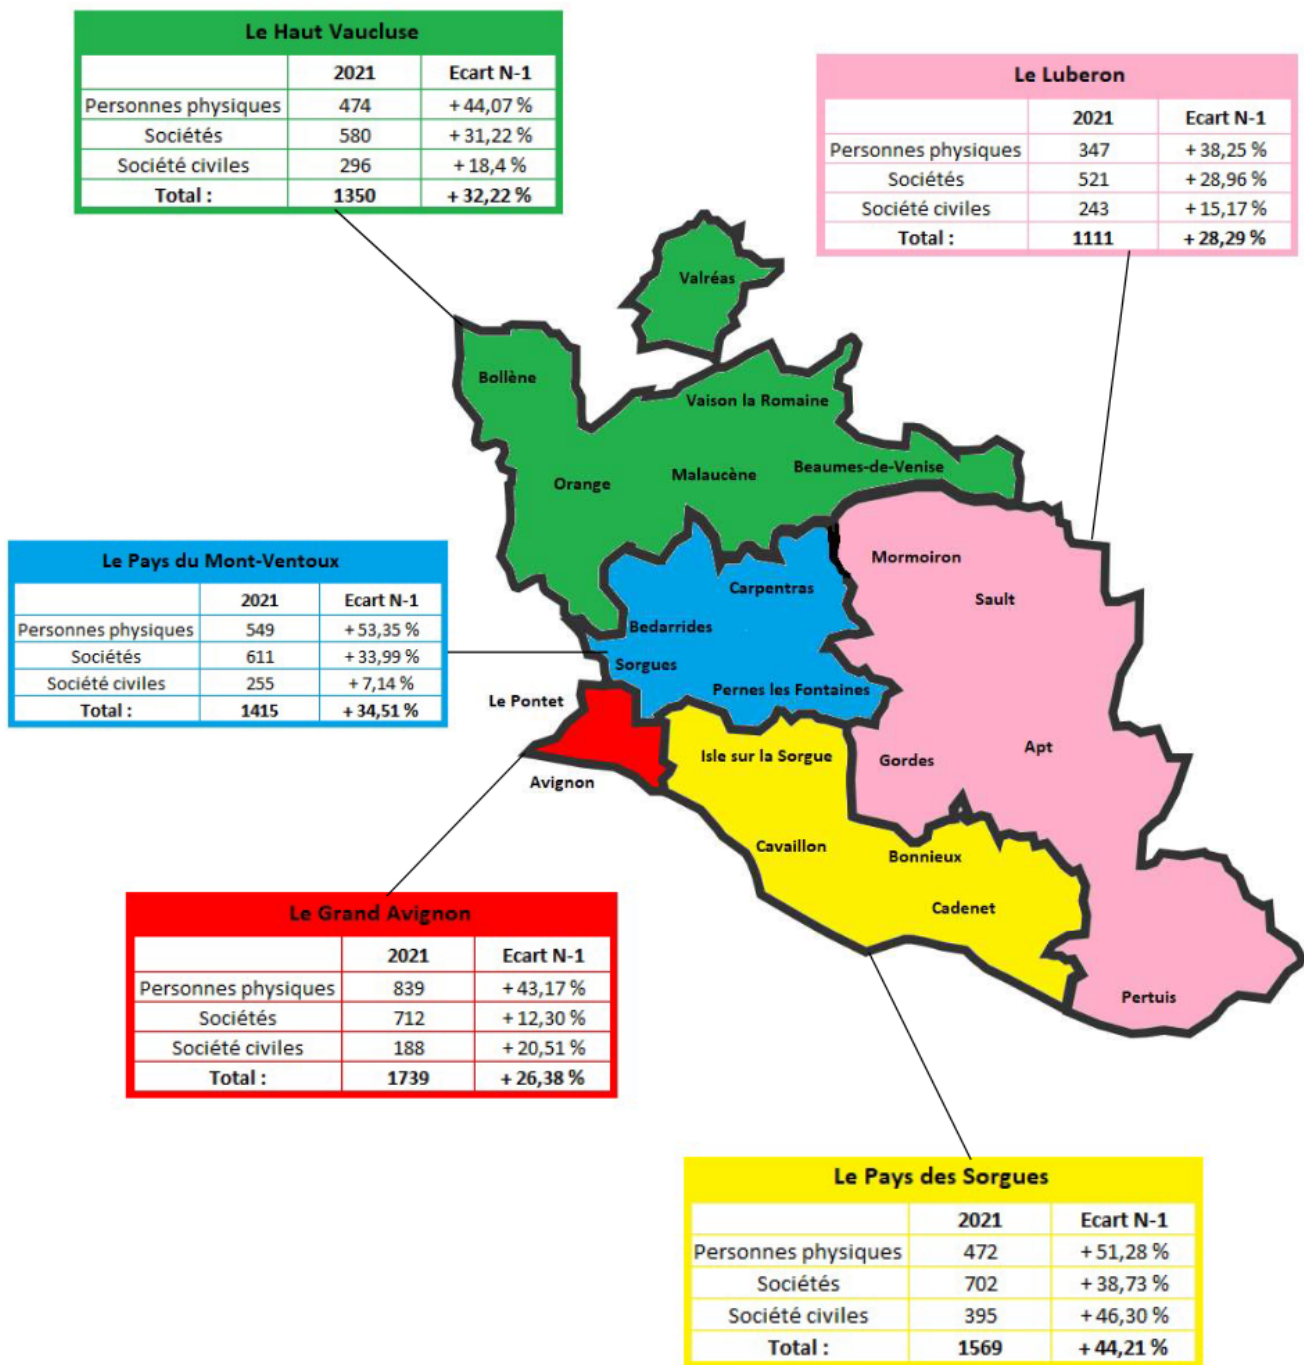 Le Haut Vaucluse
2021 Ecart N-1
Personnes physiques 474 + 44,07 %
Sociétés 580 + 31,22 %
Société civiles 296 + 18,4 %
Total : 1350 + 32,22 %
Le Luberon
2021 Ecart N-1
Personnes physiques 347 + 38,25 %
Sociétés 521 + 28,96 %
Société civiles 243 + 15,17 %
Total : 1111 + 28,29 %
Valréas
Bollène
Vaison la Romaine
Beaumes-de-Venise
Malaucène
Orange
Le Pays du Mont-Ventoux
2021 Ecart N-1
Personnes physiques 549 + 53,35 %
Sociétés 611 + 33,99 %
Société civiles 255 + 7,14 %
Total : 1415 + 34,51 %
Mormoiron
Carpentras
Sault
Bedarrides
Sorgues
Pernes les Fontaines
Le Pontet
Isle sur la Sorgue
Gordes
Apt
Avignon
Cavaillon
Bonnieux
Cadenet
Pertuis
Le Grand Avignon
2021 Ecart N-1
Personnes physiques 839 + 43,17 %
Sociétés 712 + 12,30 %
Société civiles 188 + 20,51 %
Total : 1739 + 26,38 %
Le Pays des Sorgues
2021 Ecart N-1
Personnes physiques 472 + 51,28 %
Sociétés 702 + 38,73 %
Société civiles 395 + 46,30 %
Total : 1569 + 44,21 %